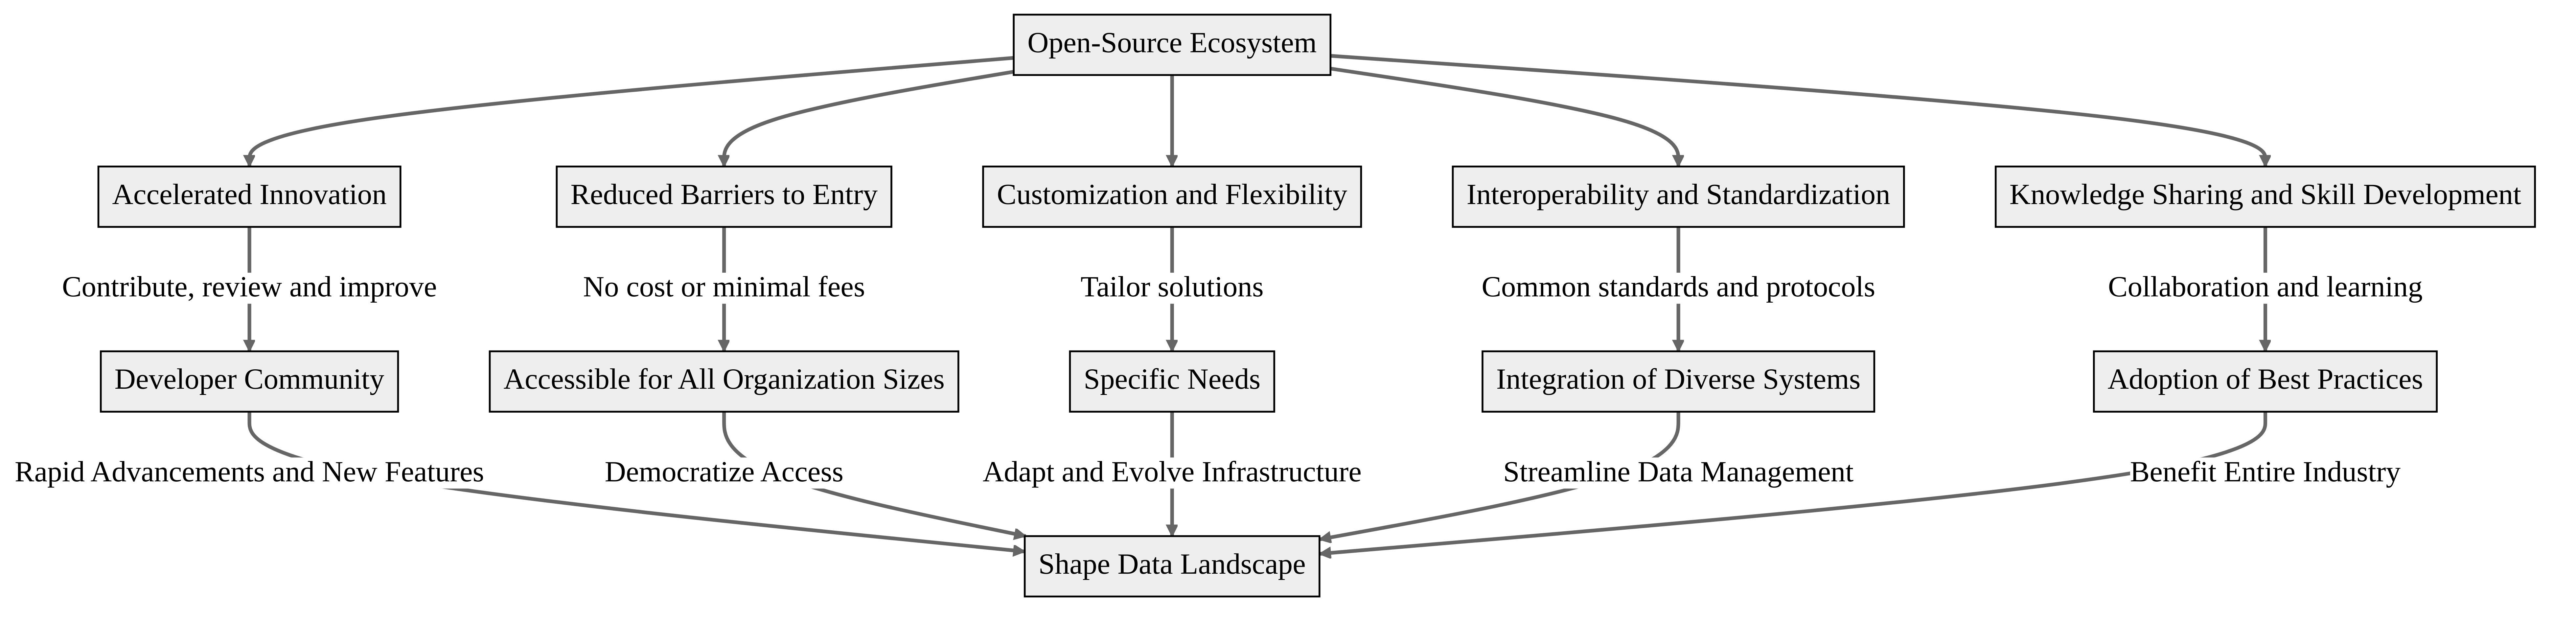 Open-Source Ecosystem
Accelerated Innovation
Reduced Barriers to Entry
Customization and Flexibility
Interoperability and Standardization
Knowledge Sharing and Skill Development
Contribute, review and improve
No cost or minimal fees
Tailor solutions
Common standards and protocols
Collaboration and learning
Developer Community
Accessible for All Organization Sizes
Specific Needs
Integration of Diverse Systems
Adoption of Best Practices
Rapid Advancements and New Features
Democratize Access
Adapt and Evolve Infrastructure
Streamline Data Management
Benefit Entire Industry
Shape Data Landscape